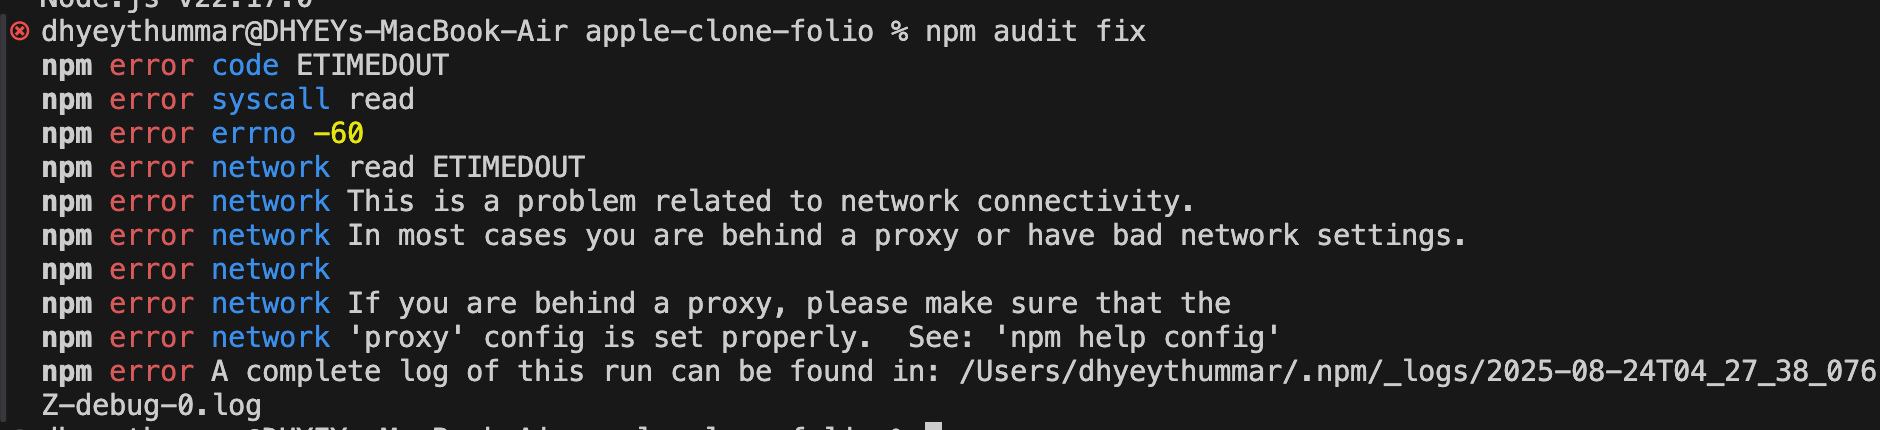 Node.js v22.17.0
dhyeythummar@DHYEYs-MacBook-Air apple-clone-folio % npm audit fix
npm error code ETIMEDOUT
npm error syscall read
npm error errno -60
npm error network read ETIMEDOUT
npm error network This is a problem related to network connectivity.
npm error network In most cases you are behind a proxy or have bad network settings.
npm error network
npm error network If you are behind a proxy, please make sure that the
npm error network 'proxy' config is set properly.  See: 'npm help config'
npm error A complete log of this run can be found in: /Users/dhyeythummar/.npm/_logs/2025-08-24T04_27_38_076
Z-debug-0.log
dhyeythummar@DHYEYs-MacBook-Air apple-clone-folio %